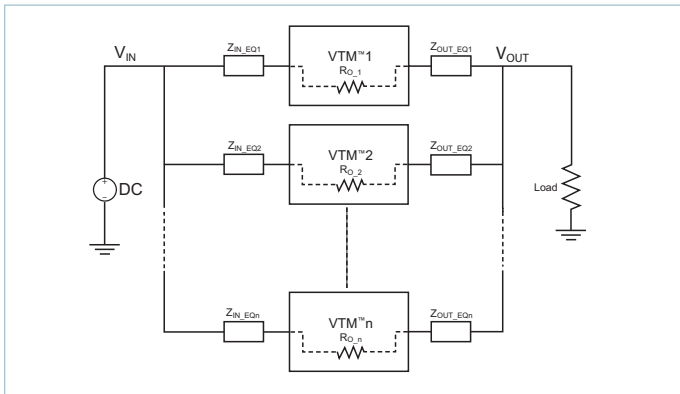 V_IN
Z_IN_EQ1
VTM™1
R_O_1
Z_OUT_EQ1
V_OUT
Z_IN_EQ2
VTM™2
R_O_2
Z_OUT_EQ2
+
−
DC
Load
Z_IN_EQn
VTM™n
R_O_n
Z_OUT_EQn